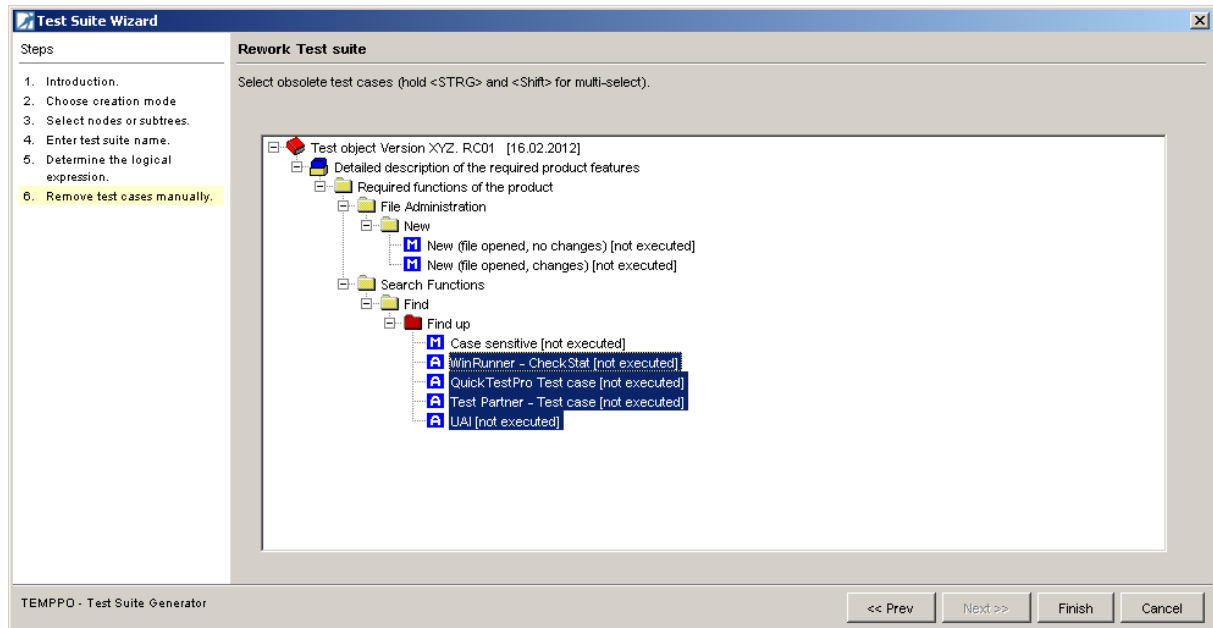 Test Suite Wizard
Steps
1. Introduction.
2. Choose creation mode
3. Select nodes or subtrees.
4. Enter test suite name.
5. Determine the logical
expression.
6. Remove test cases manually.
Rework Test suite
Select obsolete test cases (hold <STRG> and <Shift> for multi-select).
Test object Version XYZ. RC01 [16.02.2012]
Detailed description of the required product features
Required functions of the product
File Administration
New
M New (file opened, no changes) [not executed]
M New (file opened, changes) [not executed]
Search Functions
Find
Find up
M Case sensitive [not executed]
A WinRunner - CheckStat [not executed]
A QuickTestPro Test case [not executed]
A Test Partner - Test case [not executed]
A UAI [not executed]
TEMPPO - Test Suite Generator
<< Prev
Next >>
Finish
Cancel